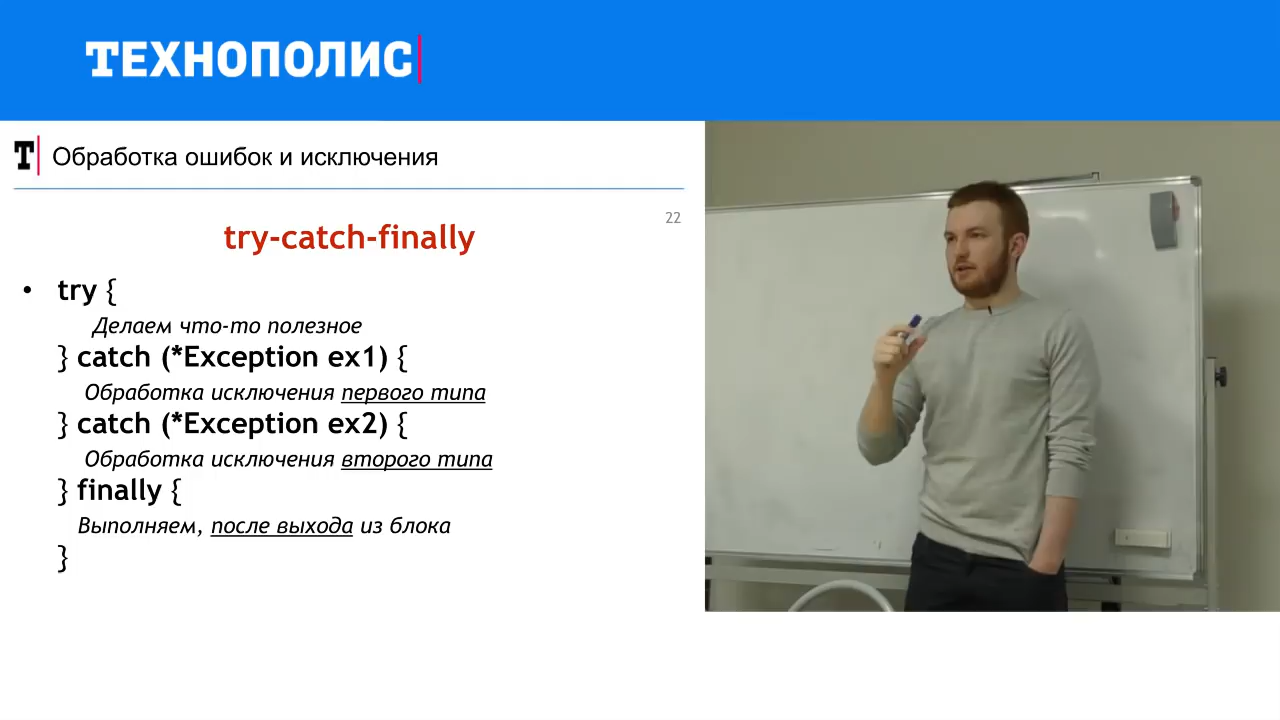 ТЕХНОПОЛИС
Т Обработка ошибок и исключения
22
try-catch-finally
• try {
Делаем что-то полезное
} catch (*Exception ex1) {
Обработка исключения первого типа
} catch (*Exception ex2) {
Обработка исключения второго типа
} finally {
Выполняем, после выхода из блока
}